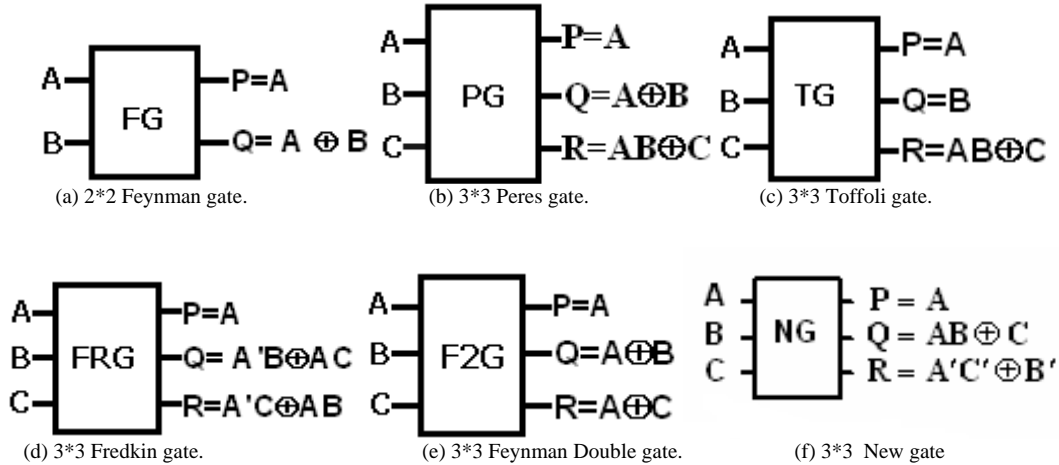 A
B
FG
P=A
Q= A ⊕ B
(a) 2*2 Feynman gate.
A
B
C
PG
P=A
Q=A⊕B
R=AB⊕C
(b) 3*3 Peres gate.
A
B
C
TG
P=A
Q=B
R=AB⊕C
(c) 3*3 Toffoli gate.
A
B
C
FRG
P=A
Q= A'B⊕AC
R=A'C⊕AB
(d) 3*3 Fredkin gate.
A
B
C
F2G
P=A
Q=A⊕B
R=A⊕C
(e) 3*3 Feynman Double gate.
A
B
C
NG
P = A
Q = AB ⊕ C
R = A′C′⊕B′
(f) 3*3 New gate